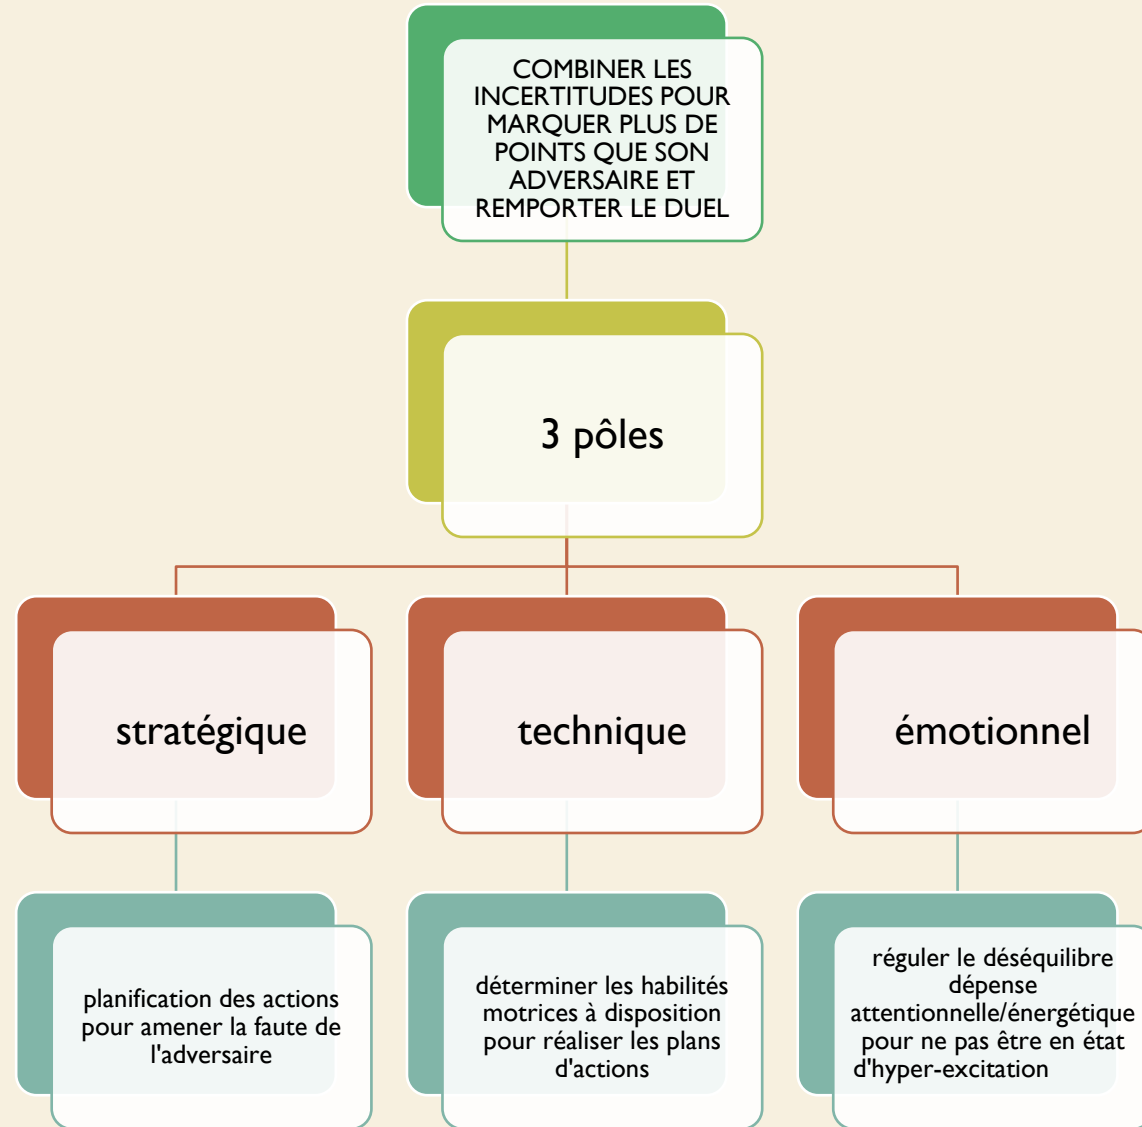 COMBINER LES
INCERTITUDES POUR
MARQUER PLUS DE
POINTS QUE SON
ADVERSAIRE ET
REMPORTER LE DUEL
3 pôles
stratégique
technique
émotionnel
planification des actions
pour amener la faute de
l'adversaire
déterminer les habilités
motrices à disposition
pour réaliser les plans
d'actions
réguler le déséquilibre
dépense
attentionnelle/énergétique
pour ne pas être en état
d'hyper-excitation